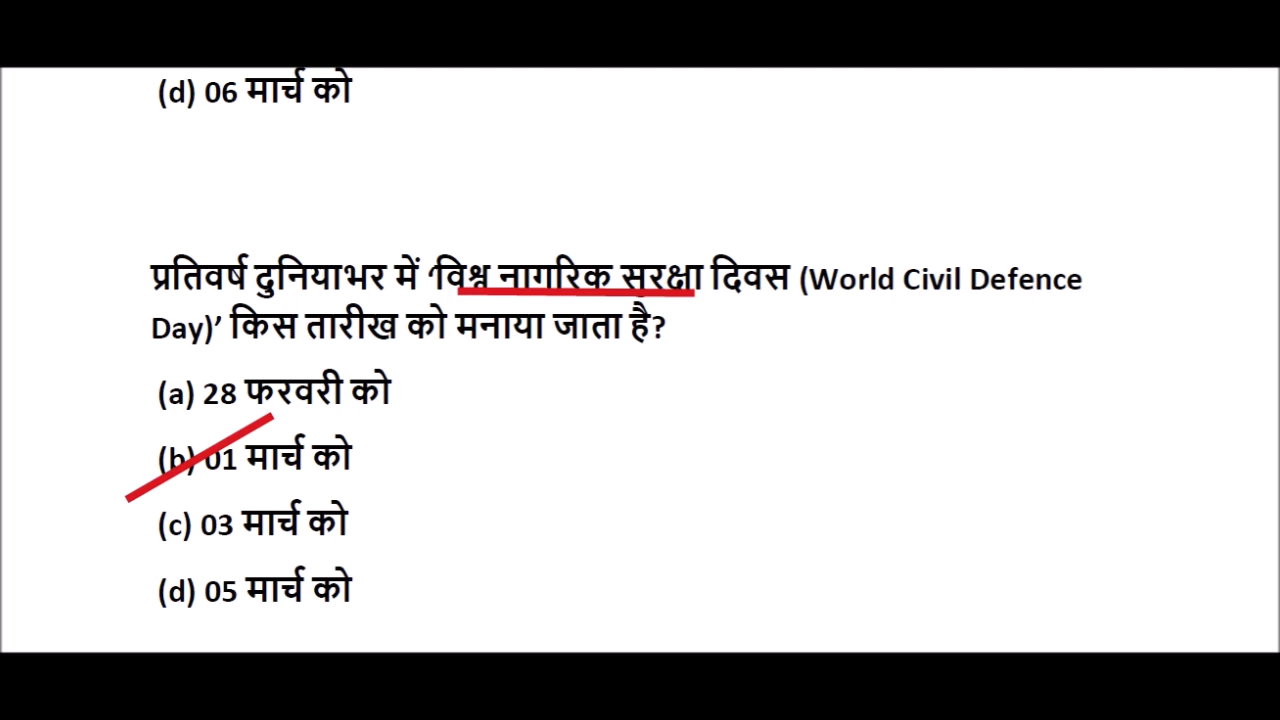 (d) 06 मार्च को
प्रतिवर्ष दुनियाभर में ‘विश्व नागरिक सुरक्षा दिवस (World Civil Defence
Day)’ किस तारीख को मनाया जाता है?
(a) 28 फरवरी को
(b) 01 मार्च को
(c) 03 मार्च को
(d) 05 मार्च को